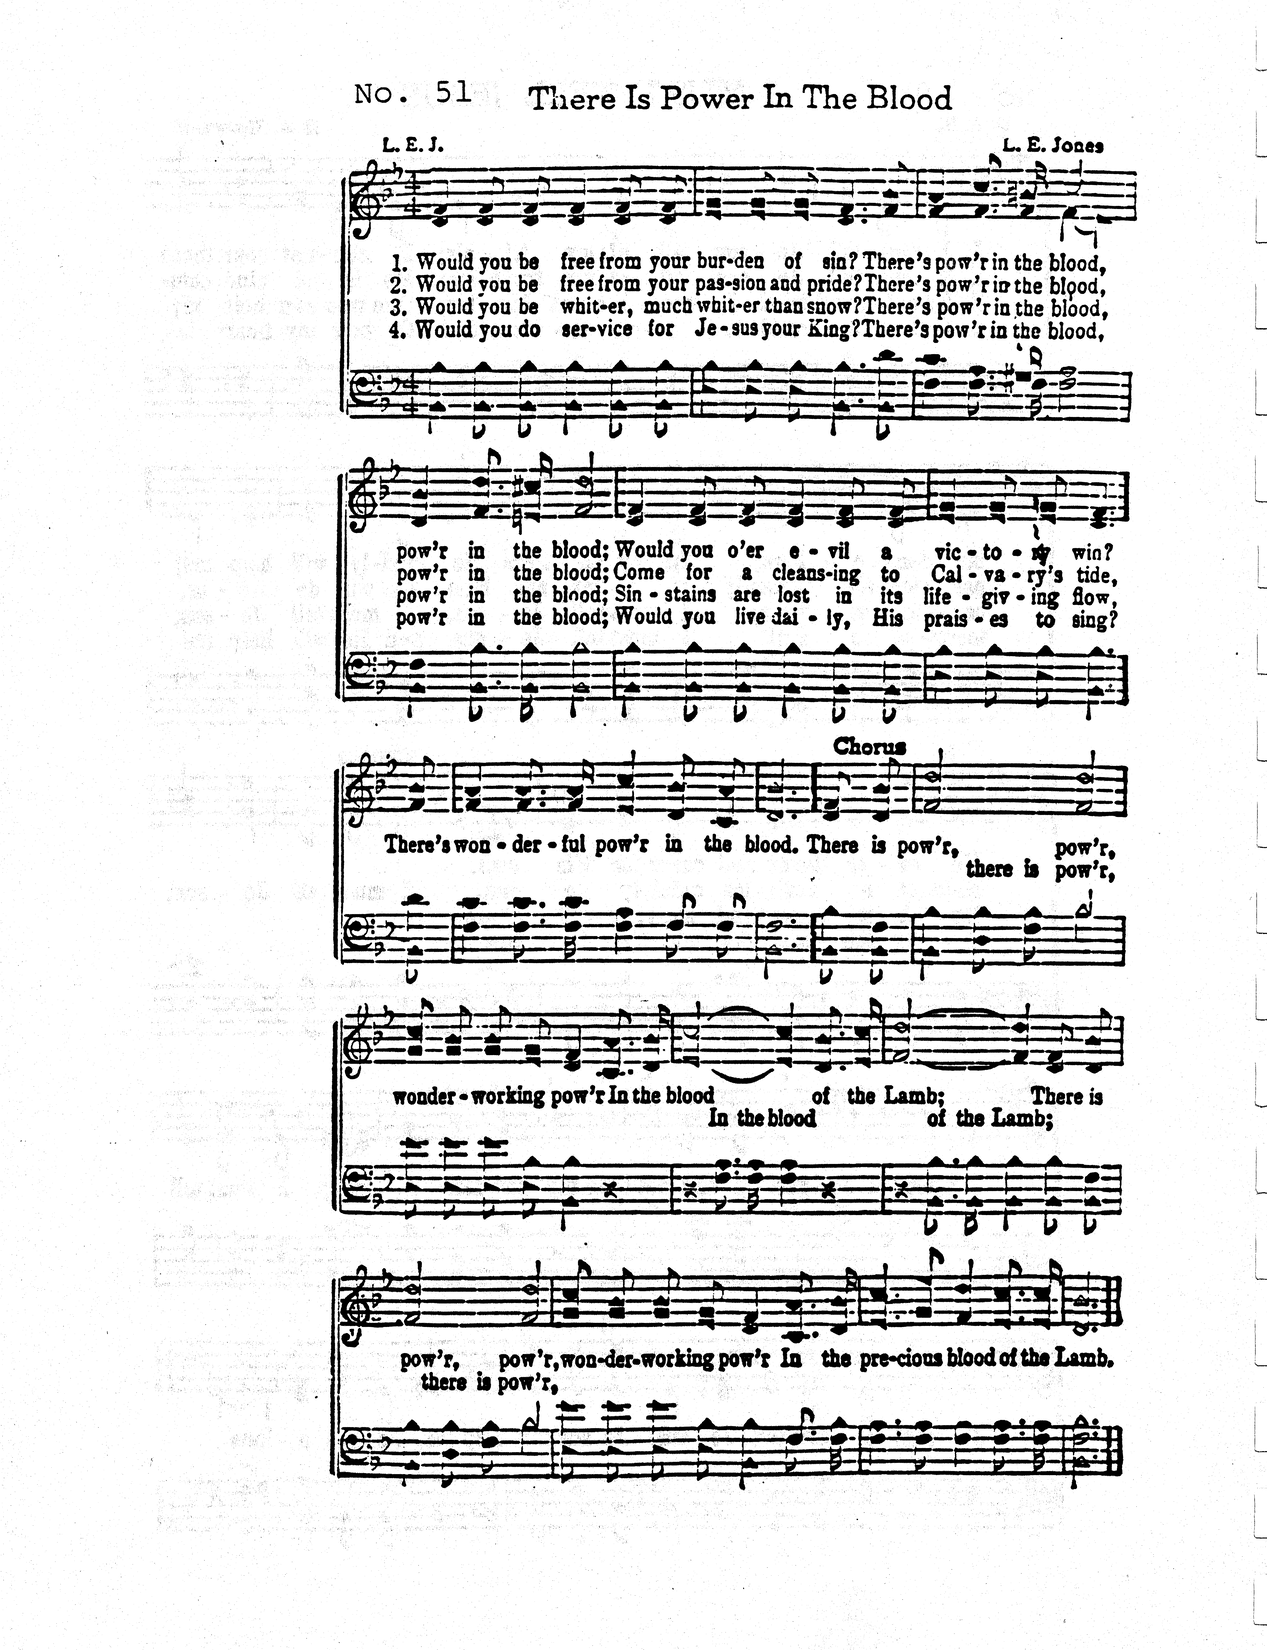 No. 51 There Is Power In The Blood
L. E. J. L. E. Jones
1. Would you be free from your bur-den of sin? There's pow'r in the blood,
2. Would you be free from your pas-sion and pride? There's pow'r in the blood,
3. Would you be whit-er, much whit-er than snow? There's pow'r in the blood,
4. Would you do ser-vice for Je-sus your King? There's pow'r in the blood,
pow'r in the blood; Would you o'er e - vil a vic - to - ry win?
pow'r in the blood; Come for a cleans-ing to Cal - va - ry's tide,
pow'r in the blood; Sin - stains are lost in its life - giv - ing flow,
pow'r in the blood; Would you live dai - ly, His prais - es to sing?
Chorus
There's won - der - ful pow'r in the blood. There is pow'r, pow'r,
there is pow'r,
wonder - working pow'r In the blood of the Lamb; There is
In the blood of the Lamb;
pow'r, pow'r, won-der-working pow'r In the pre-cious blood of the Lamb.
there is pow'r,